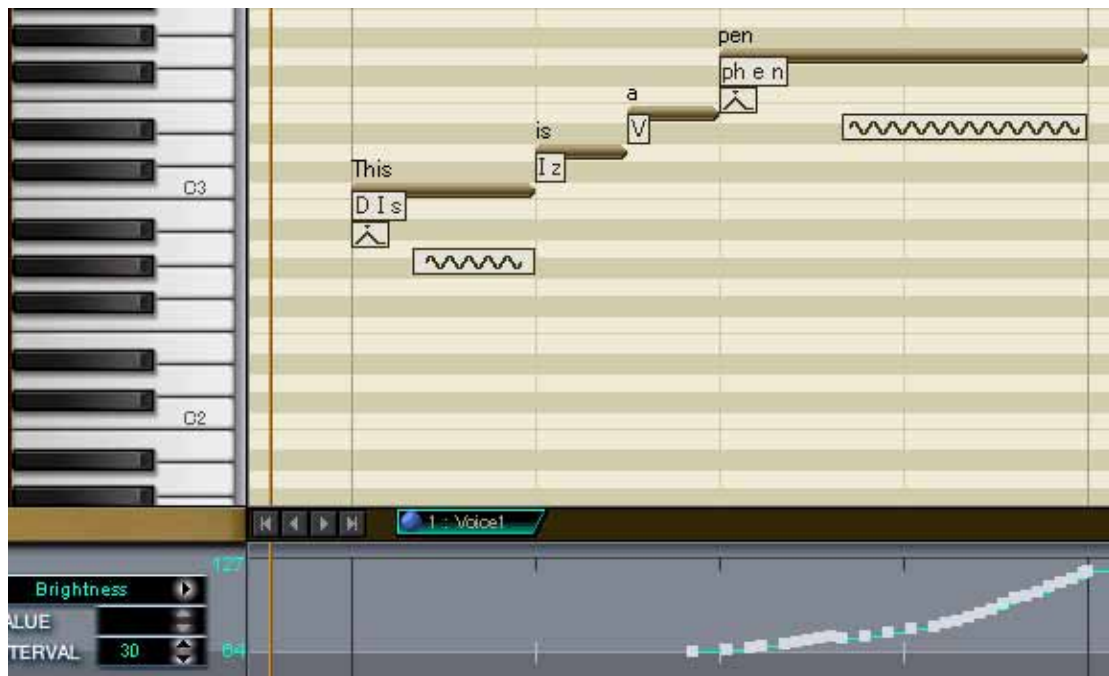 pen
ph e n
a
V
is
I z
This
D I s
C3
C2
1 : Voice1
127
Brightness
ALUE
TERVAL 30
64